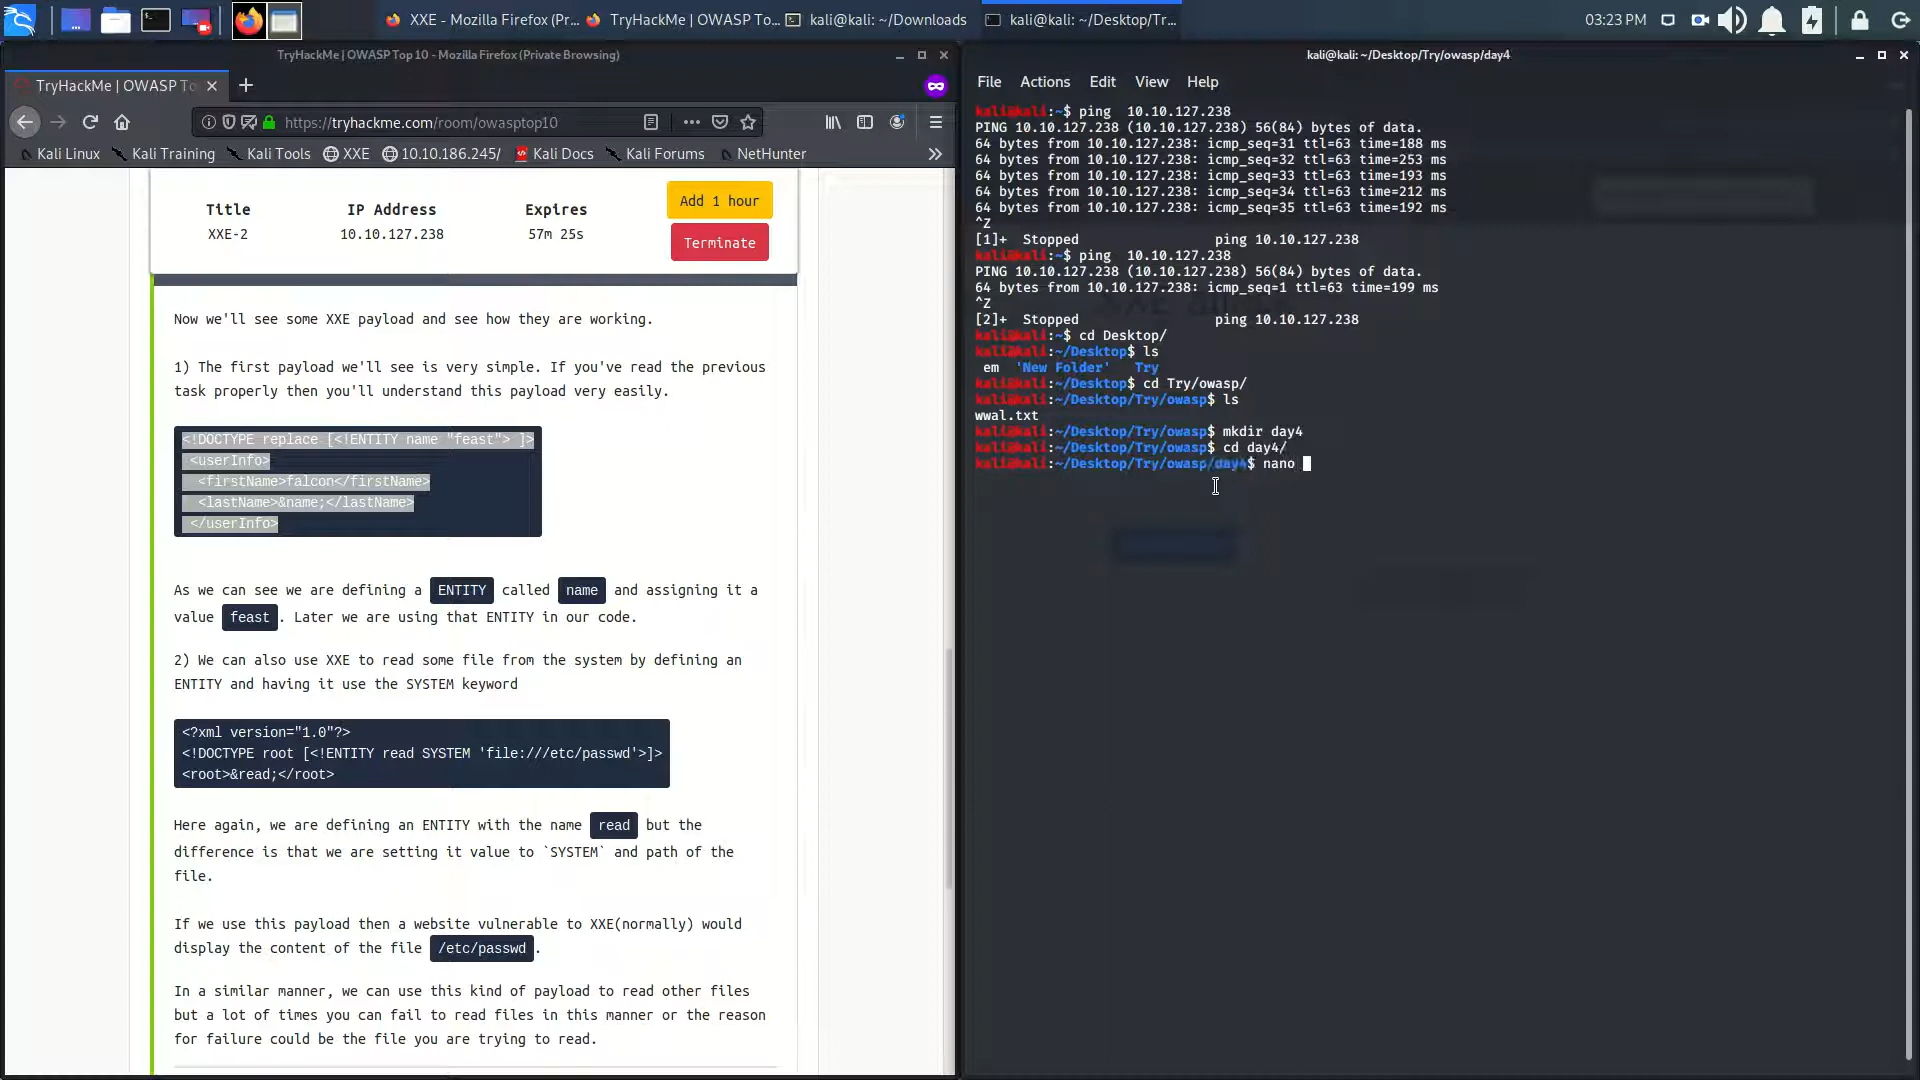 XXE - Mozilla Firefox (Pr...
TryHackMe | OWASP To...
kali@kali: ~/Downloads
kali@kali: ~/Desktop/Tr...
03:23 PM
TryHackMe | OWASP Top 10 - Mozilla Firefox (Private Browsing)
TryHackMe | OWASP To
https://tryhackme.com/room/owasptop10
Kali Linux
Kali Training
Kali Tools
XXE
10.10.186.245/
Kali Docs
Kali Forums
NetHunter
Title IP Address Expires
XXE-2 10.10.127.238 57m 25s
Add 1 hour
Terminate
Now we'll see some XXE payload and see how they are working.
1) The first payload we'll see is very simple. If you've read the previous
task properly then you'll understand this payload very easily.
<!DOCTYPE replace [<!ENTITY name "feast"> ]>
<userInfo>
<firstName>falcon</firstName>
<lastName>&name;</lastName>
</userInfo>
As we can see we are defining a ENTITY called name and assigning it a
value feast . Later we are using that ENTITY in our code.
2) We can also use XXE to read some file from the system by defining an
ENTITY and having it use the SYSTEM keyword
<?xml version="1.0"?>
<!DOCTYPE root [<!ENTITY read SYSTEM 'file:///etc/passwd'>]>
<root>&read;</root>
Here again, we are defining an ENTITY with the name read but the
difference is that we are setting it value to `SYSTEM` and path of the
file.
If we use this payload then a website vulnerable to XXE(normally) would
display the content of the file /etc/passwd .
In a similar manner, we can use this kind of payload to read other files
but a lot of times you can fail to read files in this manner or the reason
for failure could be the file you are trying to read.
kali@kali: ~/Desktop/Try/owasp/day4
File Actions Edit View Help
kali@kali:~$ ping  10.10.127.238
PING 10.10.127.238 (10.10.127.238) 56(84) bytes of data.
64 bytes from 10.10.127.238: icmp_seq=31 ttl=63 time=188 ms
64 bytes from 10.10.127.238: icmp_seq=32 ttl=63 time=253 ms
64 bytes from 10.10.127.238: icmp_seq=33 ttl=63 time=193 ms
64 bytes from 10.10.127.238: icmp_seq=34 ttl=63 time=212 ms
64 bytes from 10.10.127.238: icmp_seq=35 ttl=63 time=192 ms
^Z
[1]+  Stopped                 ping 10.10.127.238
kali@kali:~$ ping  10.10.127.238
PING 10.10.127.238 (10.10.127.238) 56(84) bytes of data.
64 bytes from 10.10.127.238: icmp_seq=1 ttl=63 time=199 ms
^Z
[2]+  Stopped                 ping 10.10.127.238
kali@kali:~$ cd Desktop/
kali@kali:~/Desktop$ ls
em  'New Folder'   Try
kali@kali:~/Desktop$ cd Try/owasp/
kali@kali:~/Desktop/Try/owasp$ ls
wwal.txt
kali@kali:~/Desktop/Try/owasp$ mkdir day4
kali@kali:~/Desktop/Try/owasp$ cd day4/
kali@kali:~/Desktop/Try/owasp/day4$ nano